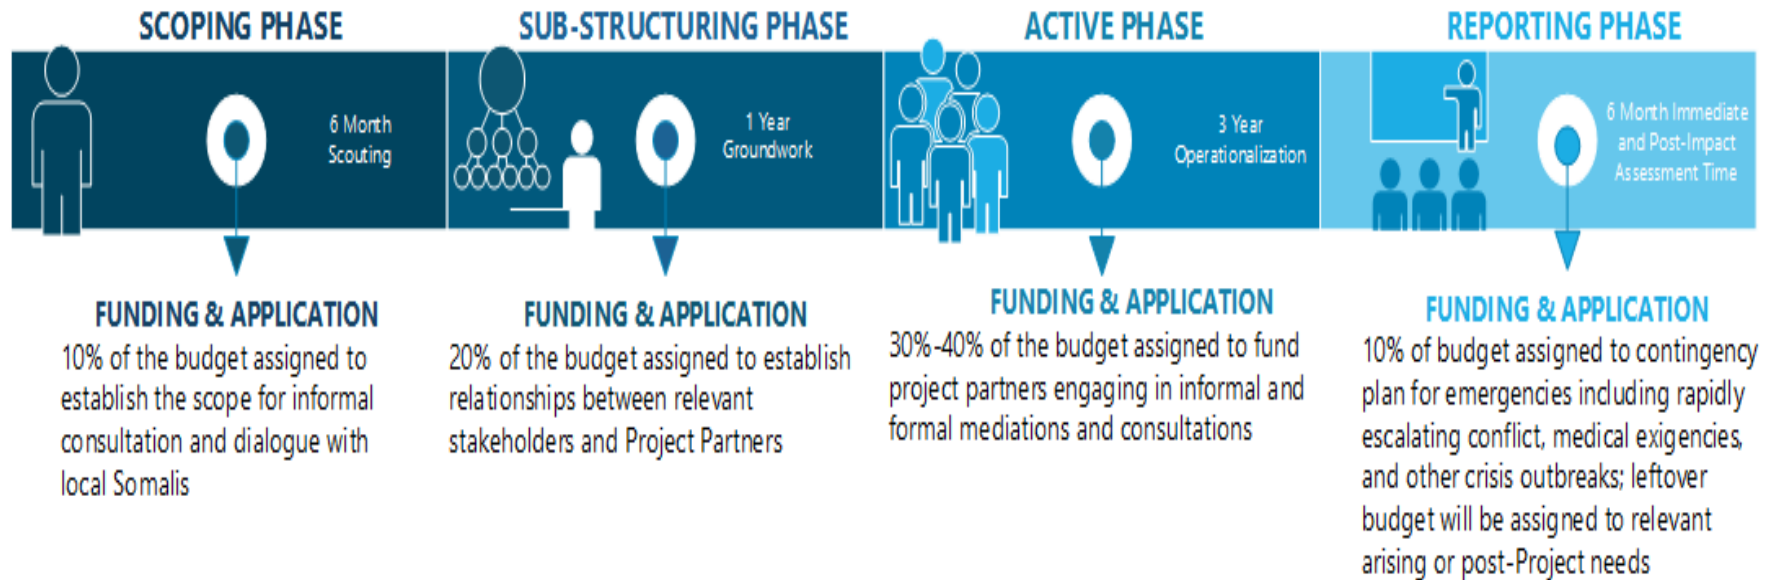 SCOPING PHASE
6 Month
Scouting
FUNDING & APPLICATION
10% of the budget assigned to
establish the scope for informal
consultation and dialogue with
local Somalis
SUB-STRUCTURING PHASE
1 Year
Groundwork
FUNDING & APPLICATION
20% of the budget assigned to establish
relationships between relevant
stakeholders and Project Partners
ACTIVE PHASE
3 Year
Operationalization
FUNDING & APPLICATION
30%-40% of the budget assigned to fund
project partners engaging in informal and
formal mediations and consultations
REPORTING PHASE
6 Month Immediate
and Post-Impact
Assessment Time
FUNDING & APPLICATION
10% of budget assigned to contingency
plan for emergencies including rapidly
escalating conflict, medical exigencies,
and other crisis outbreaks; leftover
budget will be assigned to relevant
arising or post-Project needs